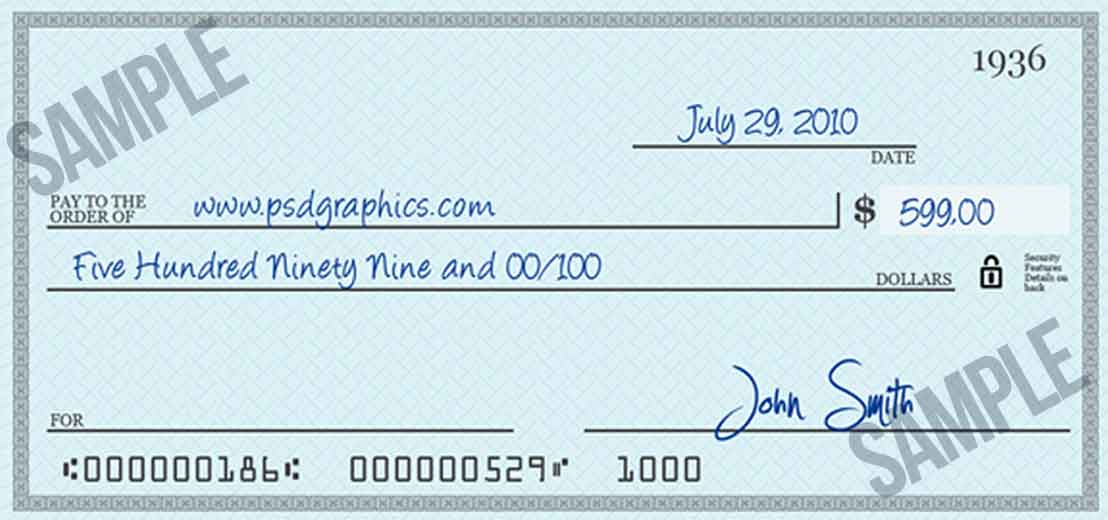 SAMPLE
1936
July 29, 2010
DATE
PAY TO THE
ORDER OF
www.psdgraphics.com
$ 599.00
Five Hundred Ninety Nine and 00/100
DOLLARS
Security
Features
Details on
back
John Smith
FOR
SAMPLE
⑆000000186⑆ 000000529⑈ 1000